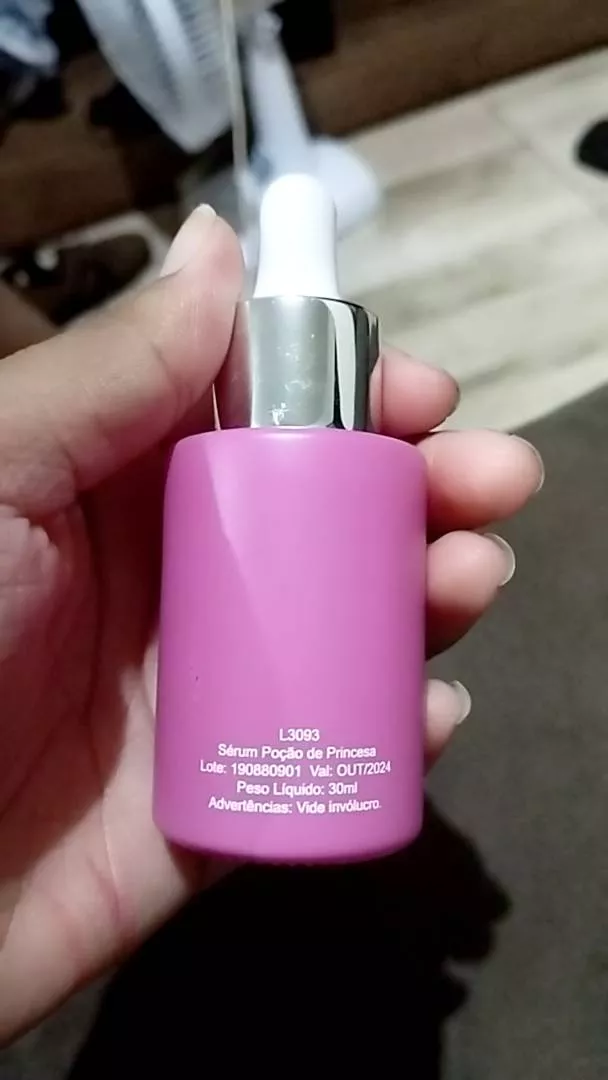 L3093
Sérum Poção de Princesa
Lote: 190880901 Val: OUT/2024
Peso Líquido: 30ml
Advertências: Vide invólucro.